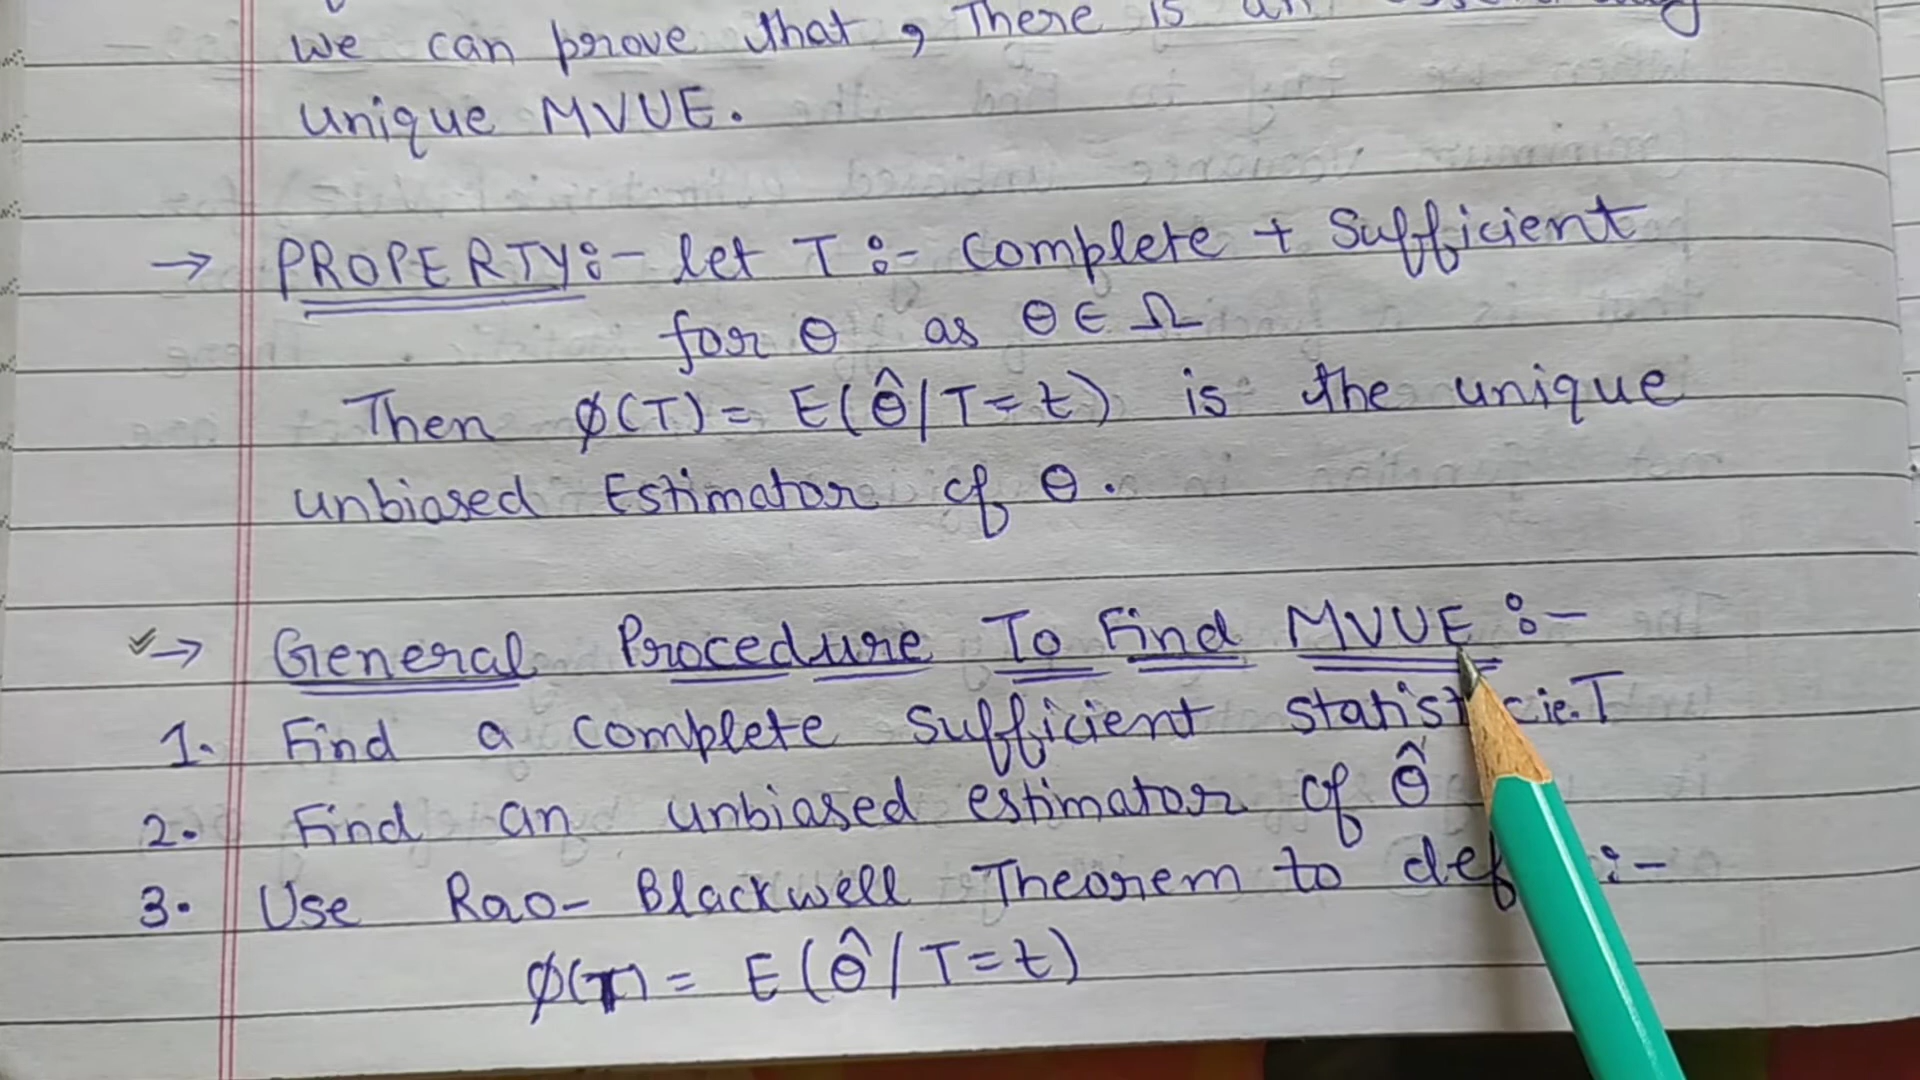 we can prove that, There is an
unique MVUE.
→ PROPERTY:- let T:- complete + sufficient
for θ as θ ∈ Ω
Then φ(T) = E(θ̂/T=t) is the unique
unbiased Estimator of θ.
✓→ General Procedure To Find MVUE :-
1. Find a complete sufficient ie. T
2. Find an unbiased estimator of θ̂
3. Use Rao-Blackwell Theorem to :-
φ(T) = E(θ̂/T=t)